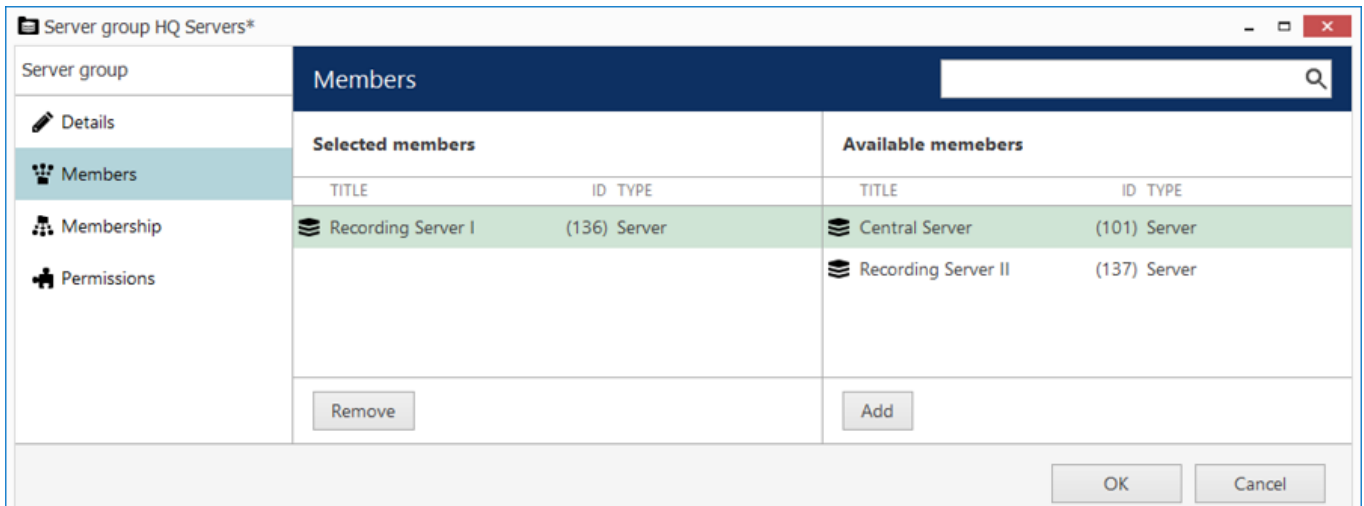 Server group HQ Servers*
Server group
Members
Details
Members
Membership
Permissions
Selected members
TITLE ID TYPE
Recording Server I (136) Server
Remove
Available memebers
TITLE ID TYPE
Central Server (101) Server
Recording Server II (137) Server
Add
OK Cancel